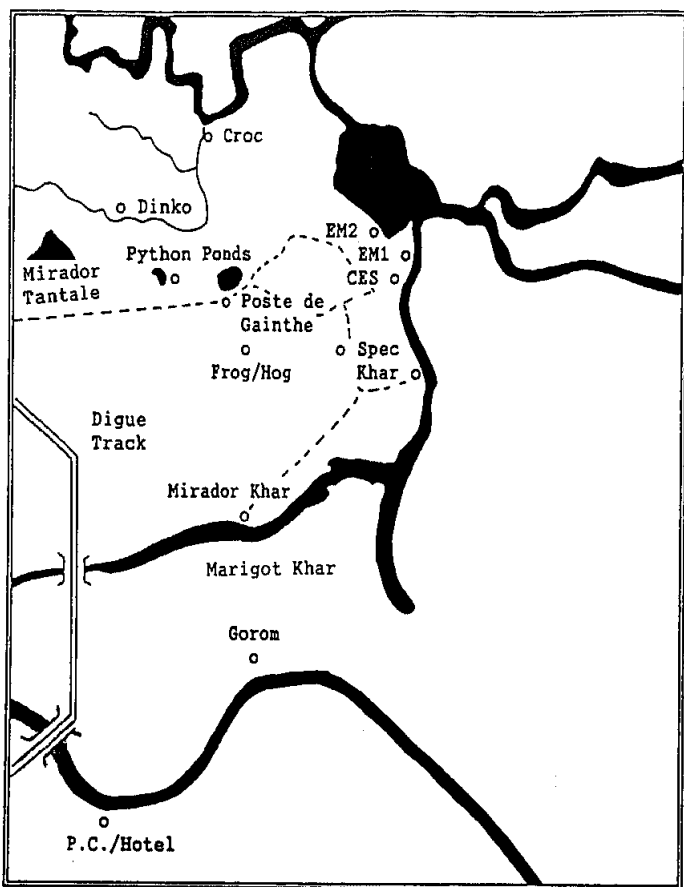 Croc
Dinko
EM2
Python Ponds
EM1
Mirador
Tantale
CES
Poste de
Gainthe
Frog/Hog
Spec
Khar
Digue
Track
Mirador Khar
Marigot Khar
Gorom
P.C./Hotel